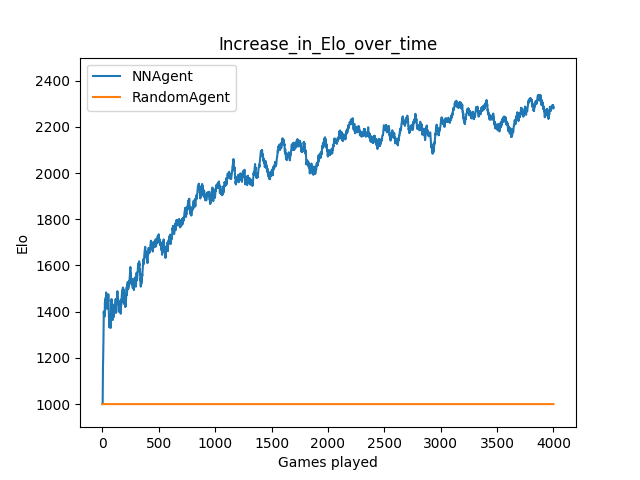 Increase_in_Elo_over_time
NNAgent
RandomAgent
2400
2200
2000
1800
1600
1400
1200
1000
Elo
0 500 1000 1500 2000 2500 3000 3500 4000
Games played